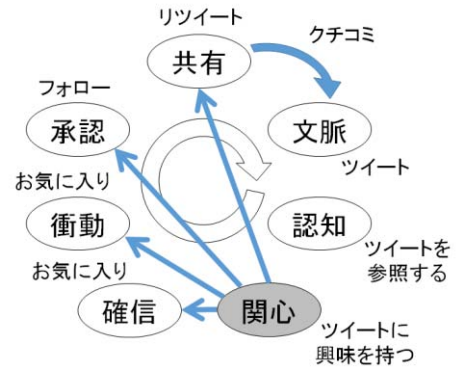 リツイート
共有
クチコミ
文脈
ツイート
認知
ツイートを
参照する
関心
ツイートに
興味を持つ
確信
お気に入り
衝動
お気に入り
承認
フォロー